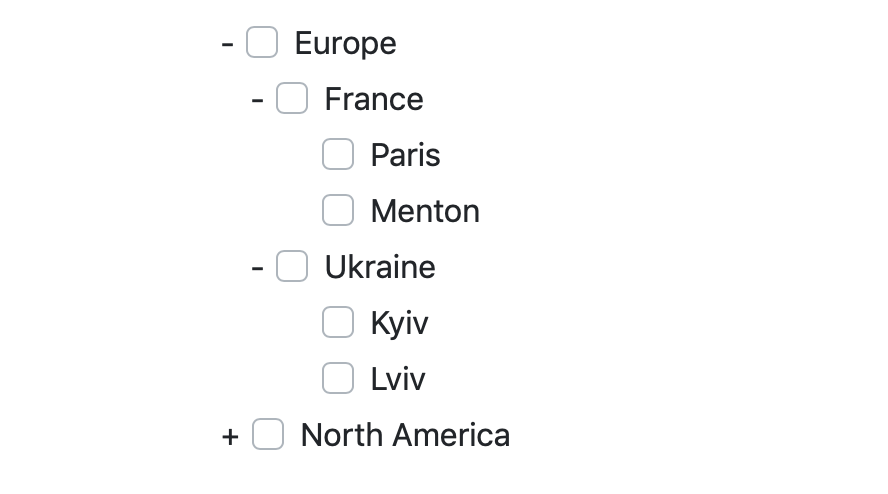 - Europe
- France
Paris
Menton
- Ukraine
Kyiv
Lviv
+ North America